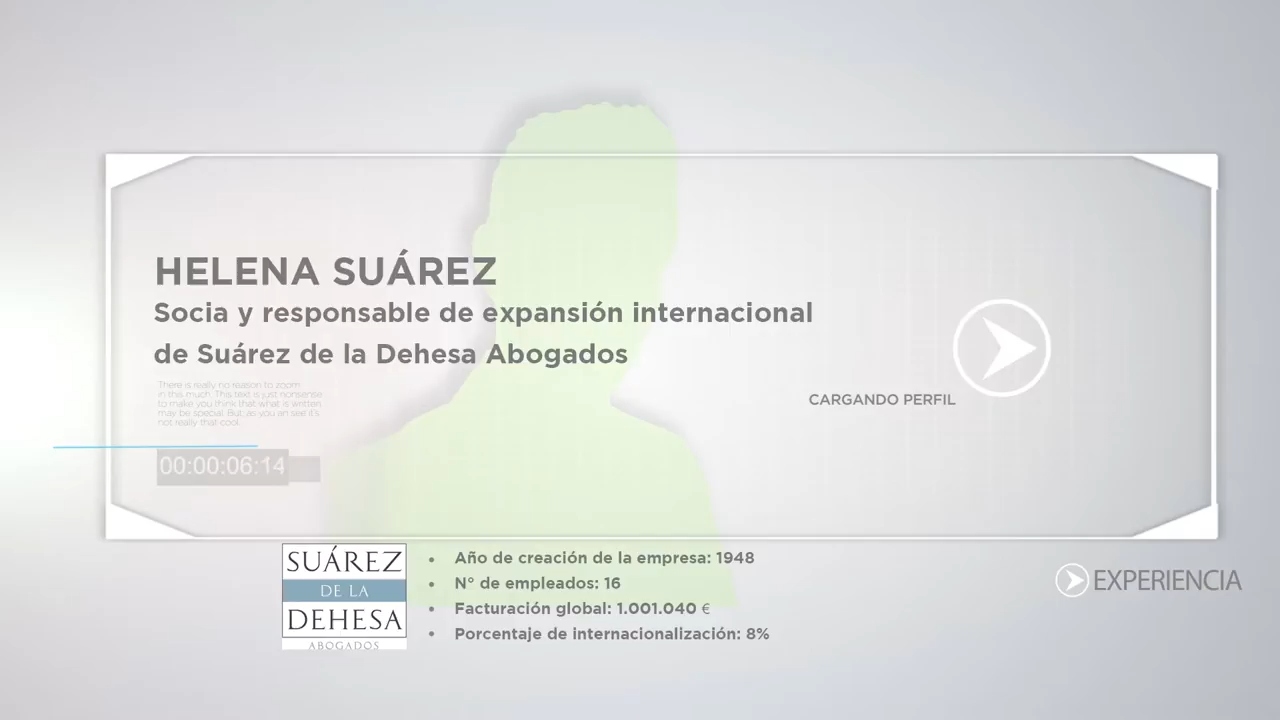 HELENA SUÁREZ
Socia y responsable de expansión internacional
de Suárez de la Dehesa Abogados
There is really no reason to zoom
in this much. This text is just nonsense
to make you think that what is written
may be special. But, as you an see it's
not really that cool.
CARGANDO PERFIL
00:00:06:14
SUÁREZ
DE LA
DEHESA
ABOGADOS
• Año de creación de la empresa: 1948
• N° de empleados: 16
• Facturación global: 1.001.040 €
• Porcentaje de internacionalización: 8%
EXPERIENCIA